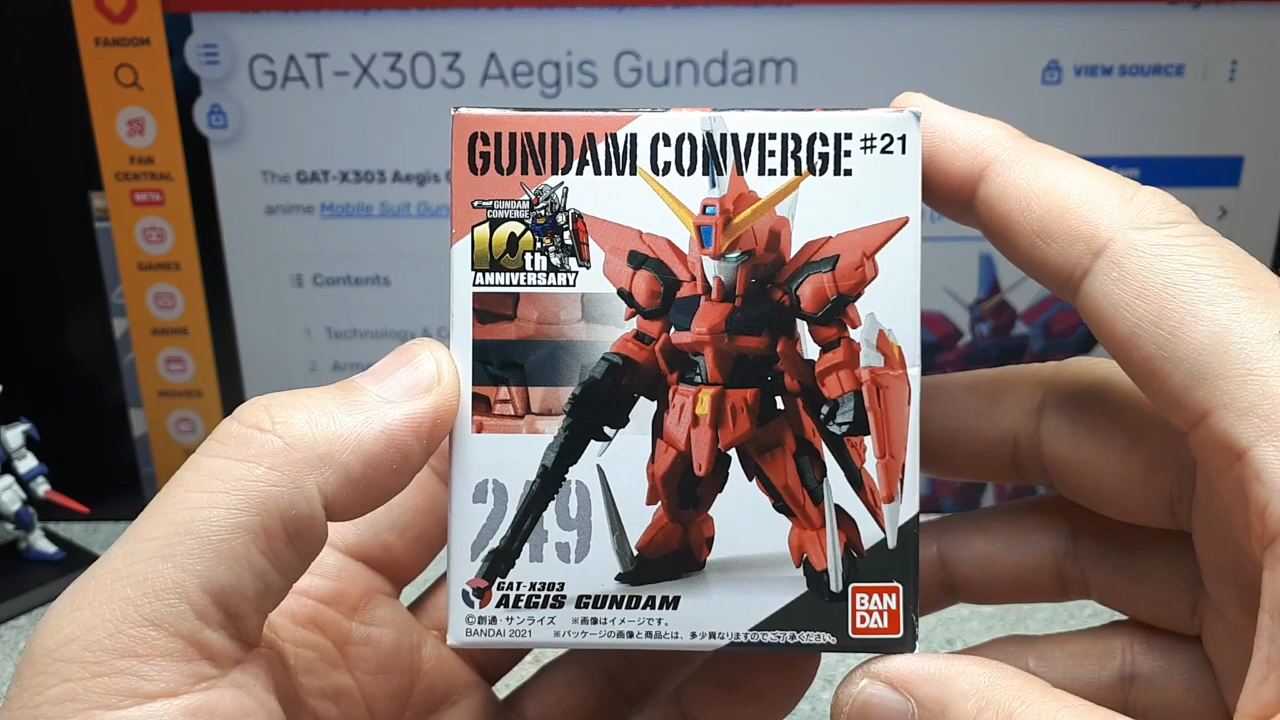 FANDOM
FAN
CENTRAL
BETA
GAMES
ANIME
MOVIES
GAT-X303 Aegis Gundam
VIEW SOURCE
The GAT-X303 Aegis
anime Mobile Suit Gun
Contents
1. Technology & C
2. Arm
GUNDAM CONVERGE #21
GUNDAM
CONVERGE
10th
ANNIVERSARY
249
GAT-X303
AEGIS GUNDAM
©創通・サンライズ ※画像はイメージです。
BANDAI 2021 ※パッケージの画像と商品とは、多少異なりますのでご了承ください。
BAN
DAI